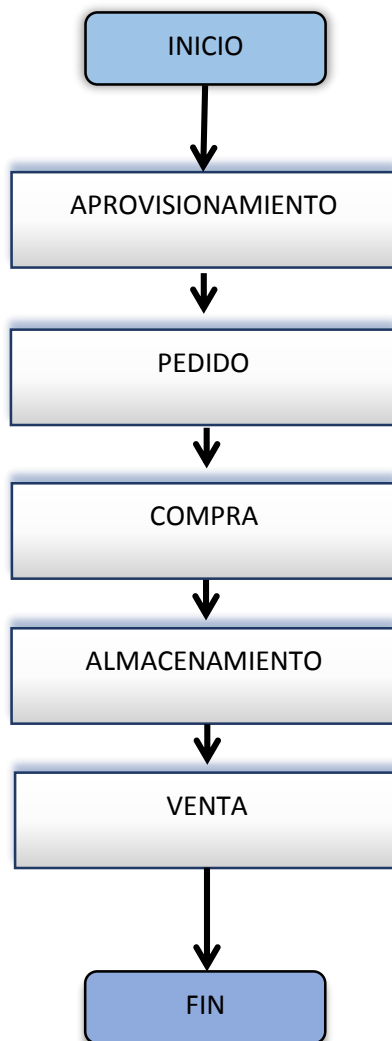 INICIO
APROVISIONAMIENTO
PEDIDO
COMPRA
ALMACENAMIENTO
VENTA
FIN